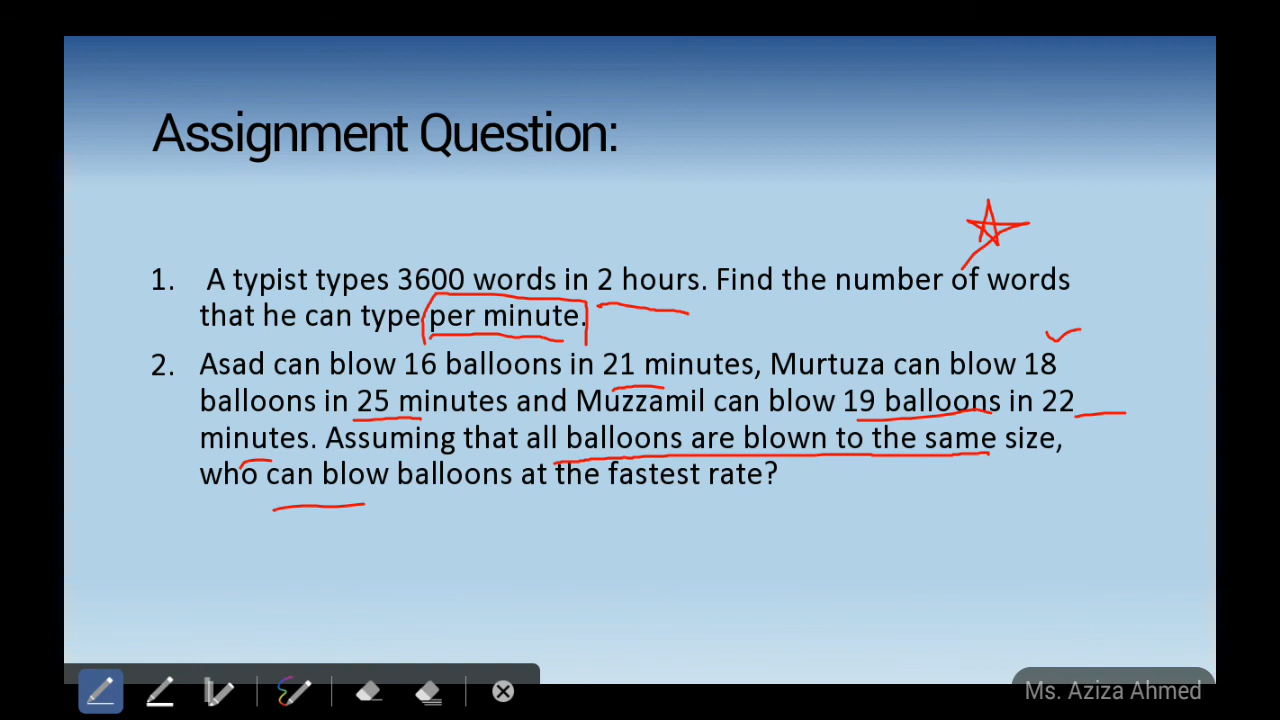 Assignment Question:
1. A typist types 3600 words in 2 hours. Find the number of words
that he can type per minute.
2. Asad can blow 16 balloons in 21 minutes, Murtuza can blow 18
balloons in 25 minutes and Muzzamil can blow 19 balloons in 22
minutes. Assuming that all balloons are blown to the same size,
who can blow balloons at the fastest rate?
Ms. Aziza Ahmed